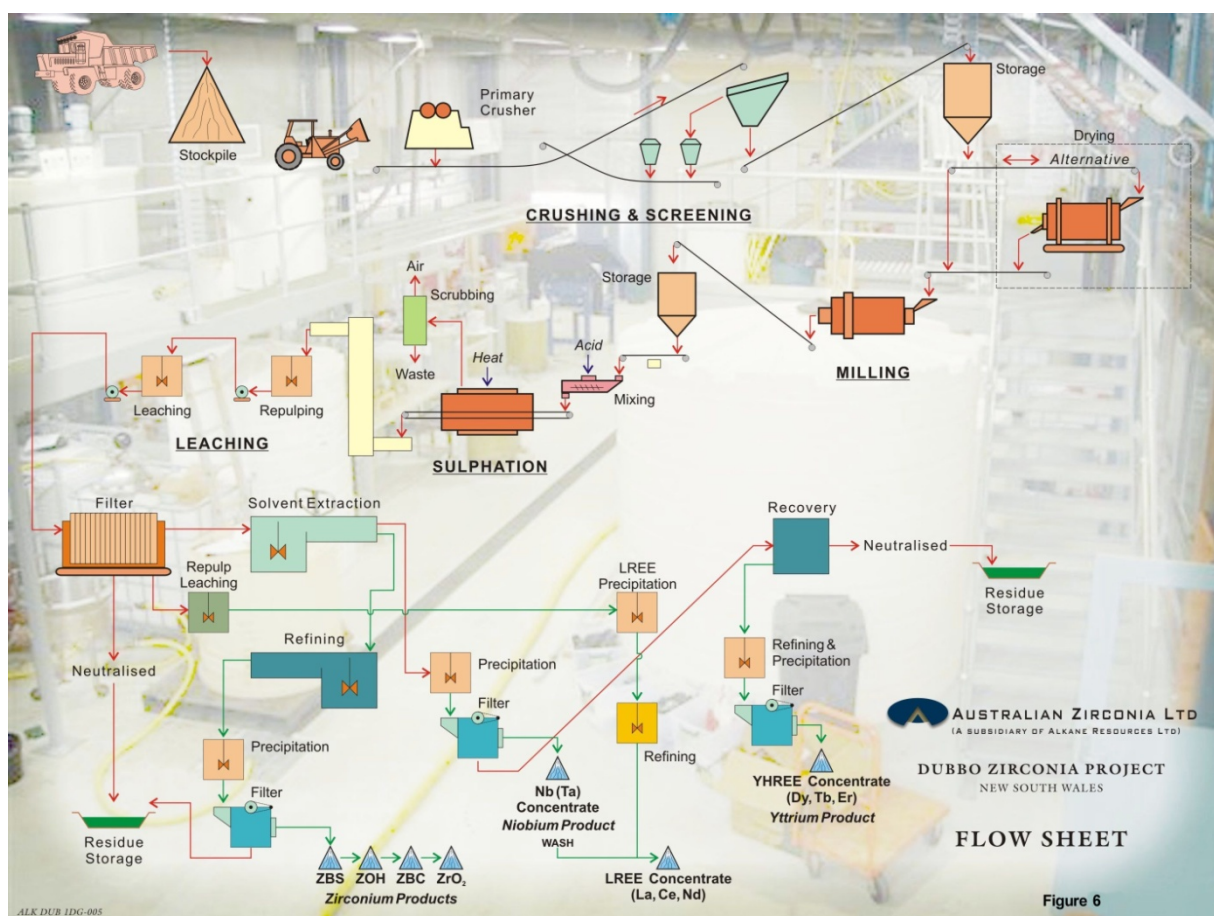 Stockpile
Primary
Crusher
Storage
Drying
Alternative
CRUSHING & SCREENING
Air
Scrubbing
Waste
Heat
Acid
Mixing
Storage
MILLING
Leaching
Repulping
LEACHING
SULPHATION
Filter
Solvent Extraction
Repulp
Leaching
LREE
Precipitation
Recovery
Neutralised
Residue
Storage
Neutralised
Refining
Precipitation
Filter
Refining &
Precipitation
Filter
Refining
Precipitation
Filter
Residue
Storage
ZBS
ZOH
ZBC
ZrO₂
Zirconium Products
Nb (Ta)
Concentrate
Niobium Product
WASH
LREE Concentrate
(La, Ce, Nd)
YHREE Concentrate
(Dy, Tb, Er)
Yttrium Product
AUSTRALIAN ZIRCONIA LTD
(A SUBSIDIARY OF ALKANE RESOURCES LTD)
DUBBO ZIRCONIA PROJECT
NEW SOUTH WALES
FLOW SHEET
Figure 6
ALK DUB 1DG-005